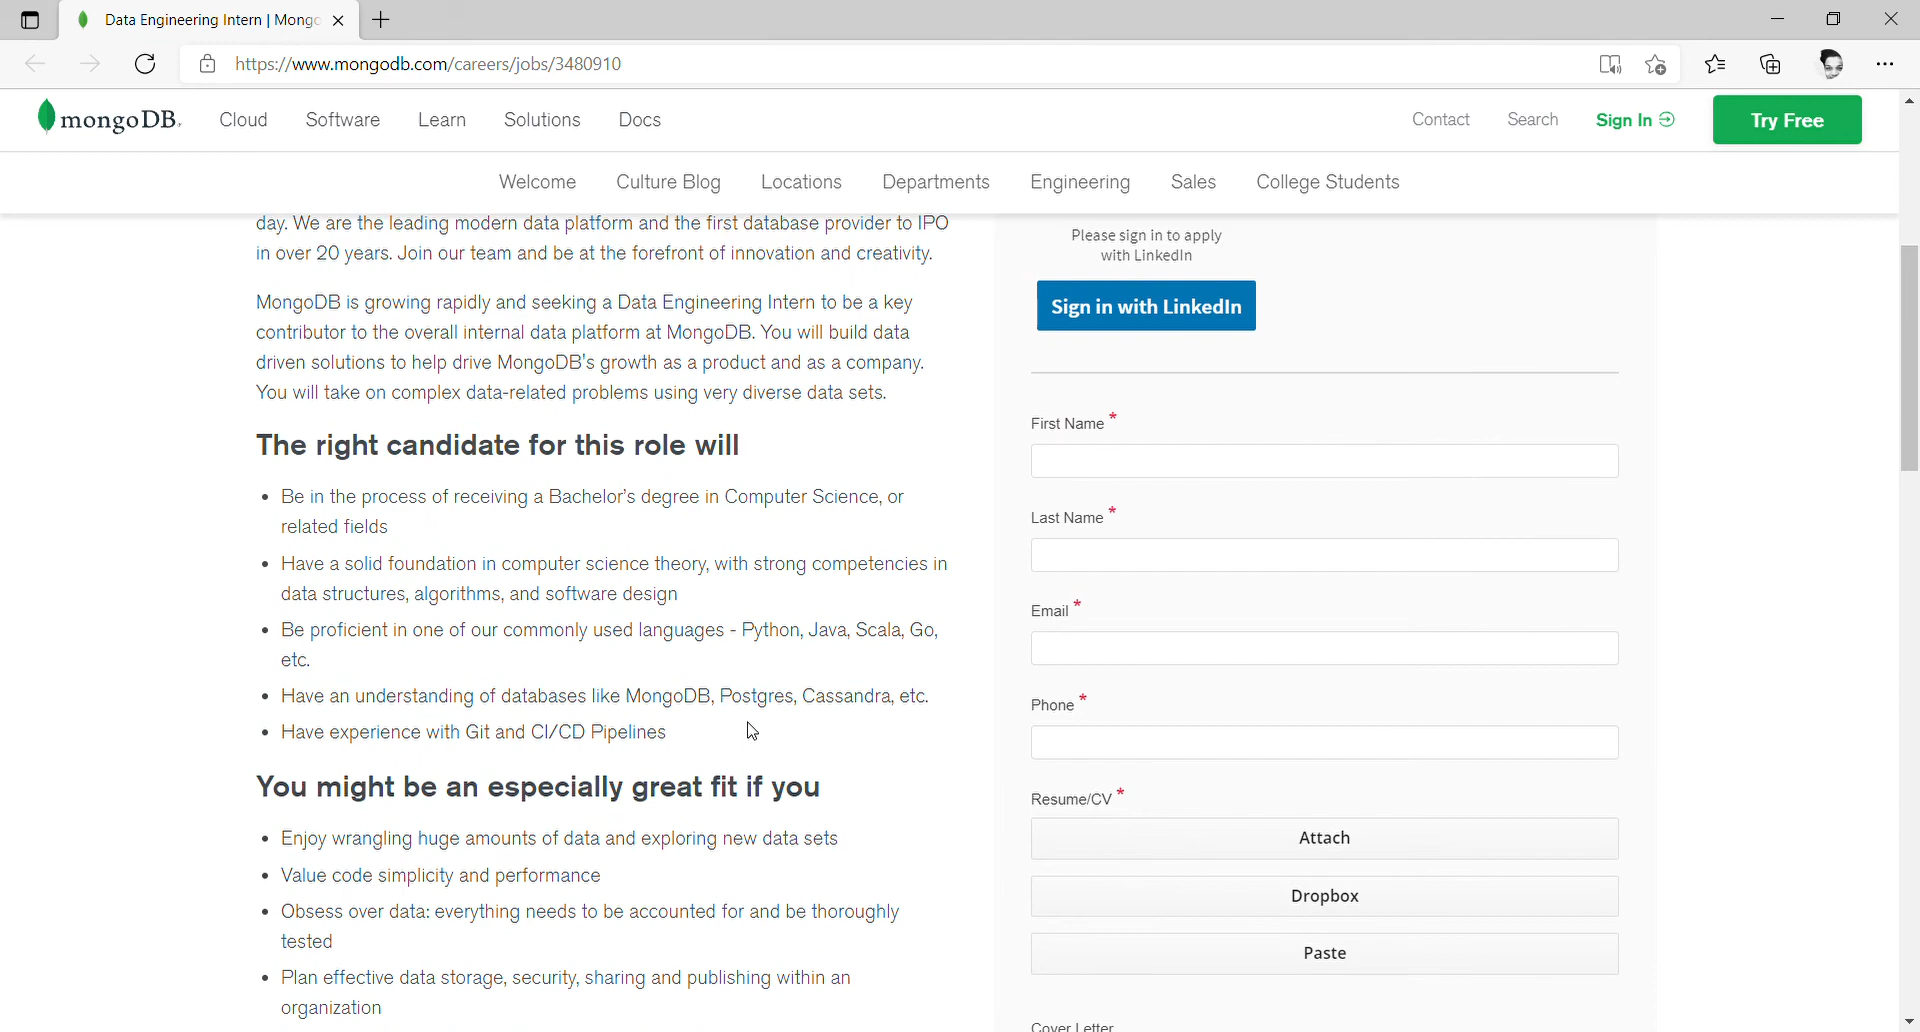 Data Engineering Intern | Mongo
https://www.mongodb.com/careers/jobs/3480910
mongoDB.
Cloud
Software
Learn
Solutions
Docs
Contact
Search
Sign In
Try Free
Welcome
Culture Blog
Locations
Departments
Engineering
Sales
College Students
day. We are the leading modern data platform and the first database provider to IPO
in over 20 years. Join our team and be at the forefront of innovation and creativity.
MongoDB is growing rapidly and seeking a Data Engineering Intern to be a key
contributor to the overall internal data platform at MongoDB. You will build data
driven solutions to help drive MongoDB's growth as a product and as a company.
You will take on complex data-related problems using very diverse data sets.
The right candidate for this role will
• Be in the process of receiving a Bachelor's degree in Computer Science, or
related fields
• Have a solid foundation in computer science theory, with strong competencies in
data structures, algorithms, and software design
• Be proficient in one of our commonly used languages - Python, Java, Scala, Go,
etc.
• Have an understanding of databases like MongoDB, Postgres, Cassandra, etc.
• Have experience with Git and CI/CD Pipelines
You might be an especially great fit if you
• Enjoy wrangling huge amounts of data and exploring new data sets
• Value code simplicity and performance
• Obsess over data: everything needs to be accounted for and be thoroughly
tested
• Plan effective data storage, security, sharing and publishing within an
organization
Please sign in to apply
with LinkedIn
Sign in with LinkedIn
First Name *
Last Name *
Email *
Phone *
Resume/CV *
Attach
Dropbox
Paste
Cover Letter